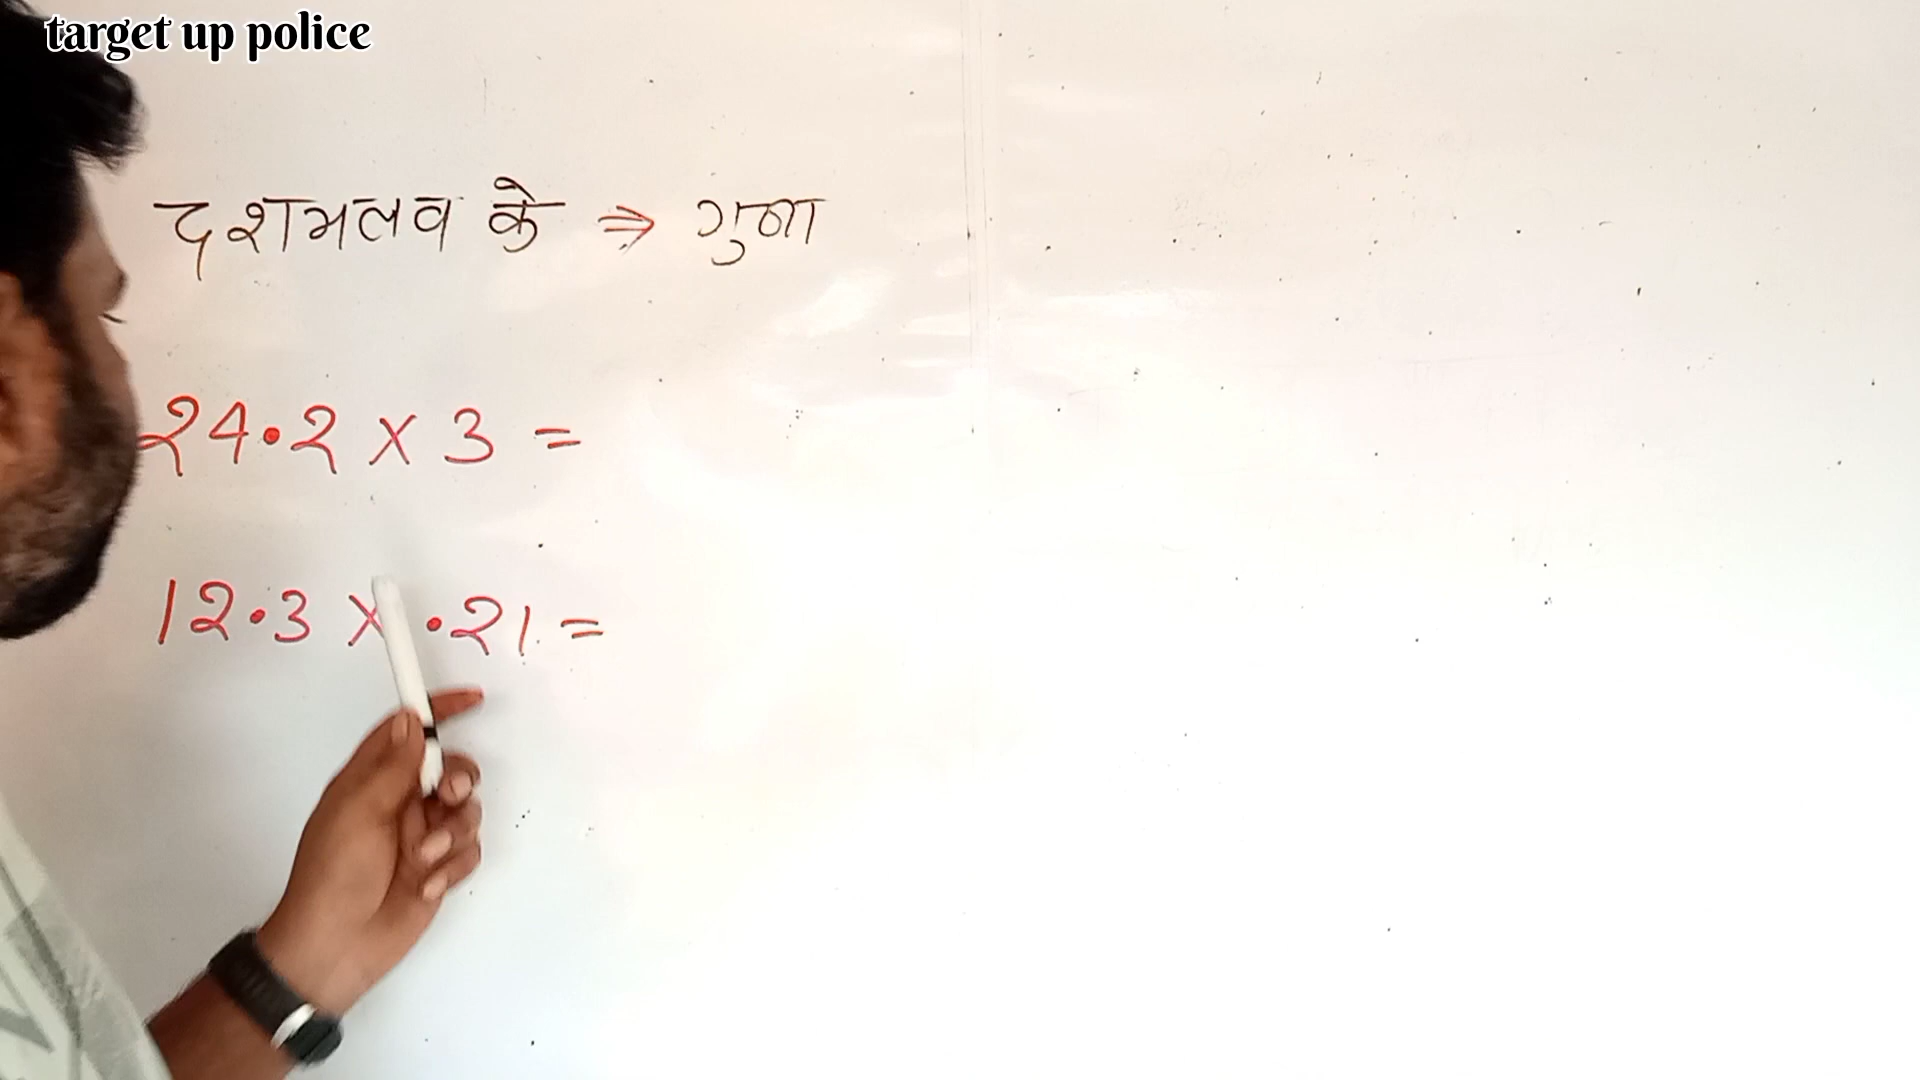 target up police
दशमलव के ⇒ गुणा
24.2 x 3 =
12.3 x .21 =